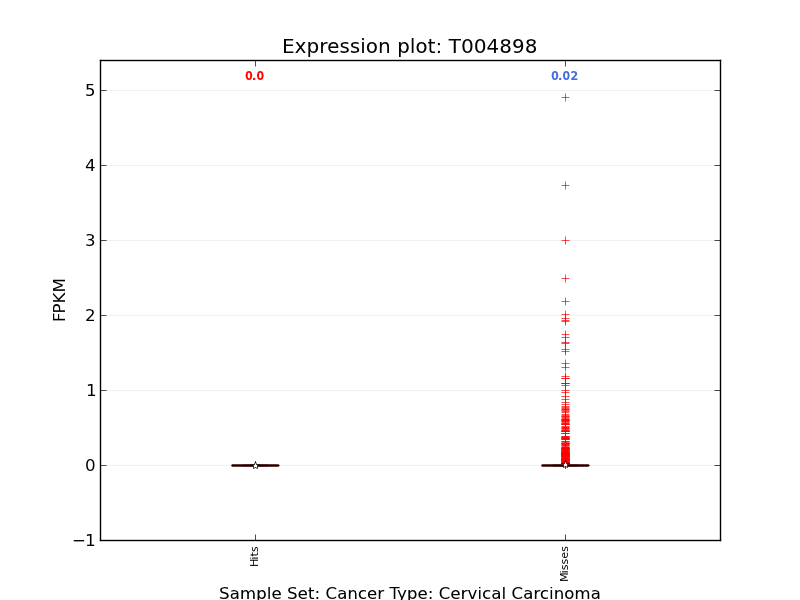 Expression plot: T004898
0.0
0.02
5
4
3
2
1
0
−1
FPKM
Hits
Misses
Sample Set: Cancer Type: Cervical Carcinoma